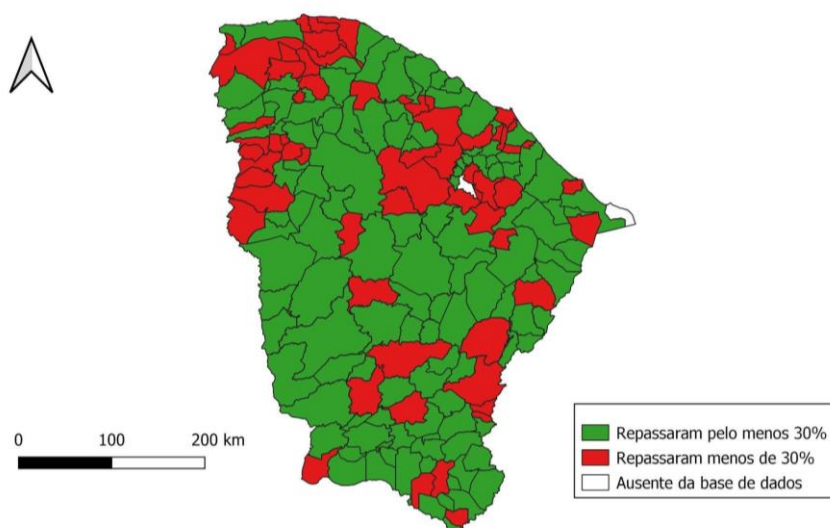 0 100 200 km
Repassaram pelo menos 30%
Repassaram menos de 30%
Ausente da base de dados